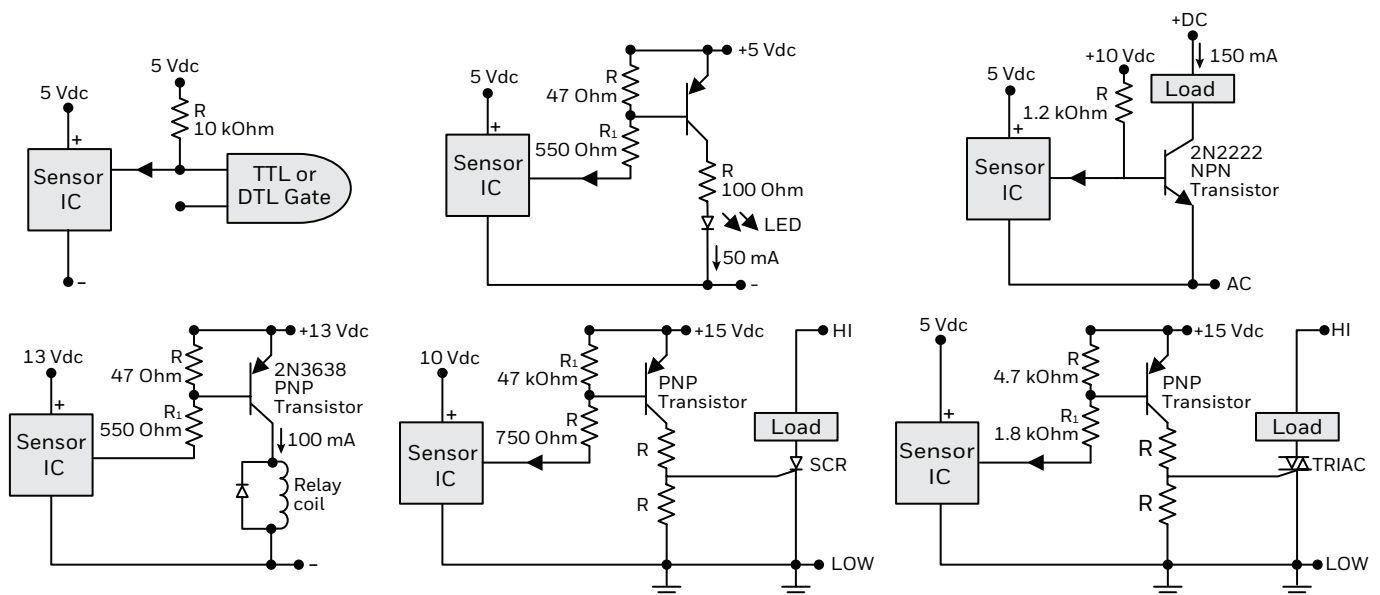 5 Vdc
5 Vdc
+
R
10 kOhm
Sensor
IC
TTL or
DTL Gate
–
+5 Vdc
5 Vdc
R
47 Ohm
+
R1
550 Ohm
Sensor
IC
R
100 Ohm
LED
50 mA
-
+DC
150 mA
+10 Vdc
5 Vdc
Load
R
1.2 kOhm
+
Sensor
IC
2N2222
NPN
Transistor
AC
+13 Vdc
13 Vdc
R
47 Ohm
2N3638
PNP
Transistor
+
R1
550 Ohm
Sensor
IC
100 mA
Relay
coil
–
+15 Vdc
HI
10 Vdc
R1
47 kOhm
PNP
Transistor
+
R
750 Ohm
Load
Sensor
IC
R
SCR
R
LOW
+15 Vdc
HI
5 Vdc
R
4.7 kOhm
PNP
Transistor
+
R1
1.8 kOhm
Load
Sensor
IC
R
TRIAC
R
LOW